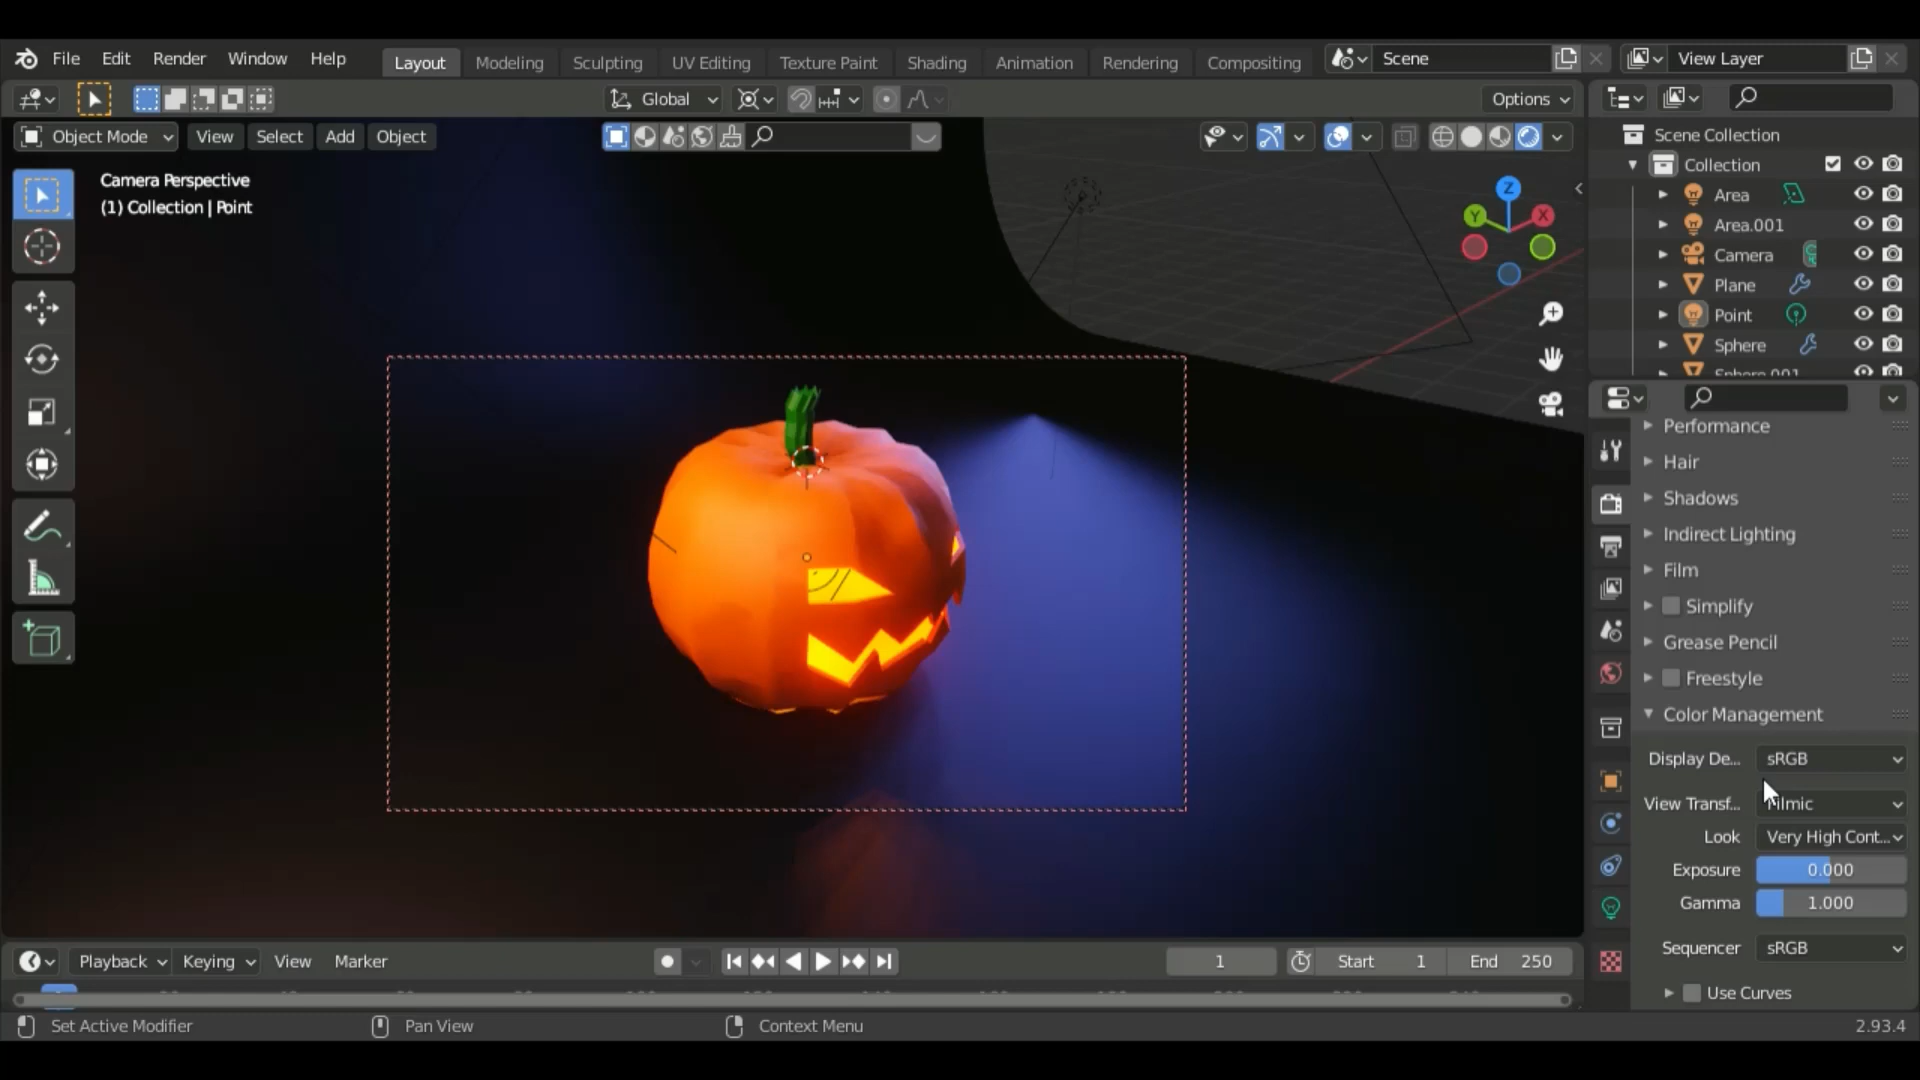 File Edit Render Window Help Layout Modeling Sculpting UV Editing Texture Paint Shading Animation Rendering Compositing Scene View Layer
Global Options
Object Mode View Select Add Object
Scene Collection
Collection
Camera Perspective
(1) Collection | Point
Z
Y
X
Area
Area.001
Camera
Plane
Point
Sphere
Sphere.001
Performance
Hair
Shadows
Indirect Lighting
Film
Simplify
Grease Pencil
Freestyle
Color Management
Display De... sRGB
View Transf... Filmic
Look Very High Cont...
Exposure 0.000
Gamma 1.000
Sequencer sRGB
Use Curves
Playback Keying View Marker 1 Start 1 End 250
Set Active Modifier Pan View Context Menu 2.93.4